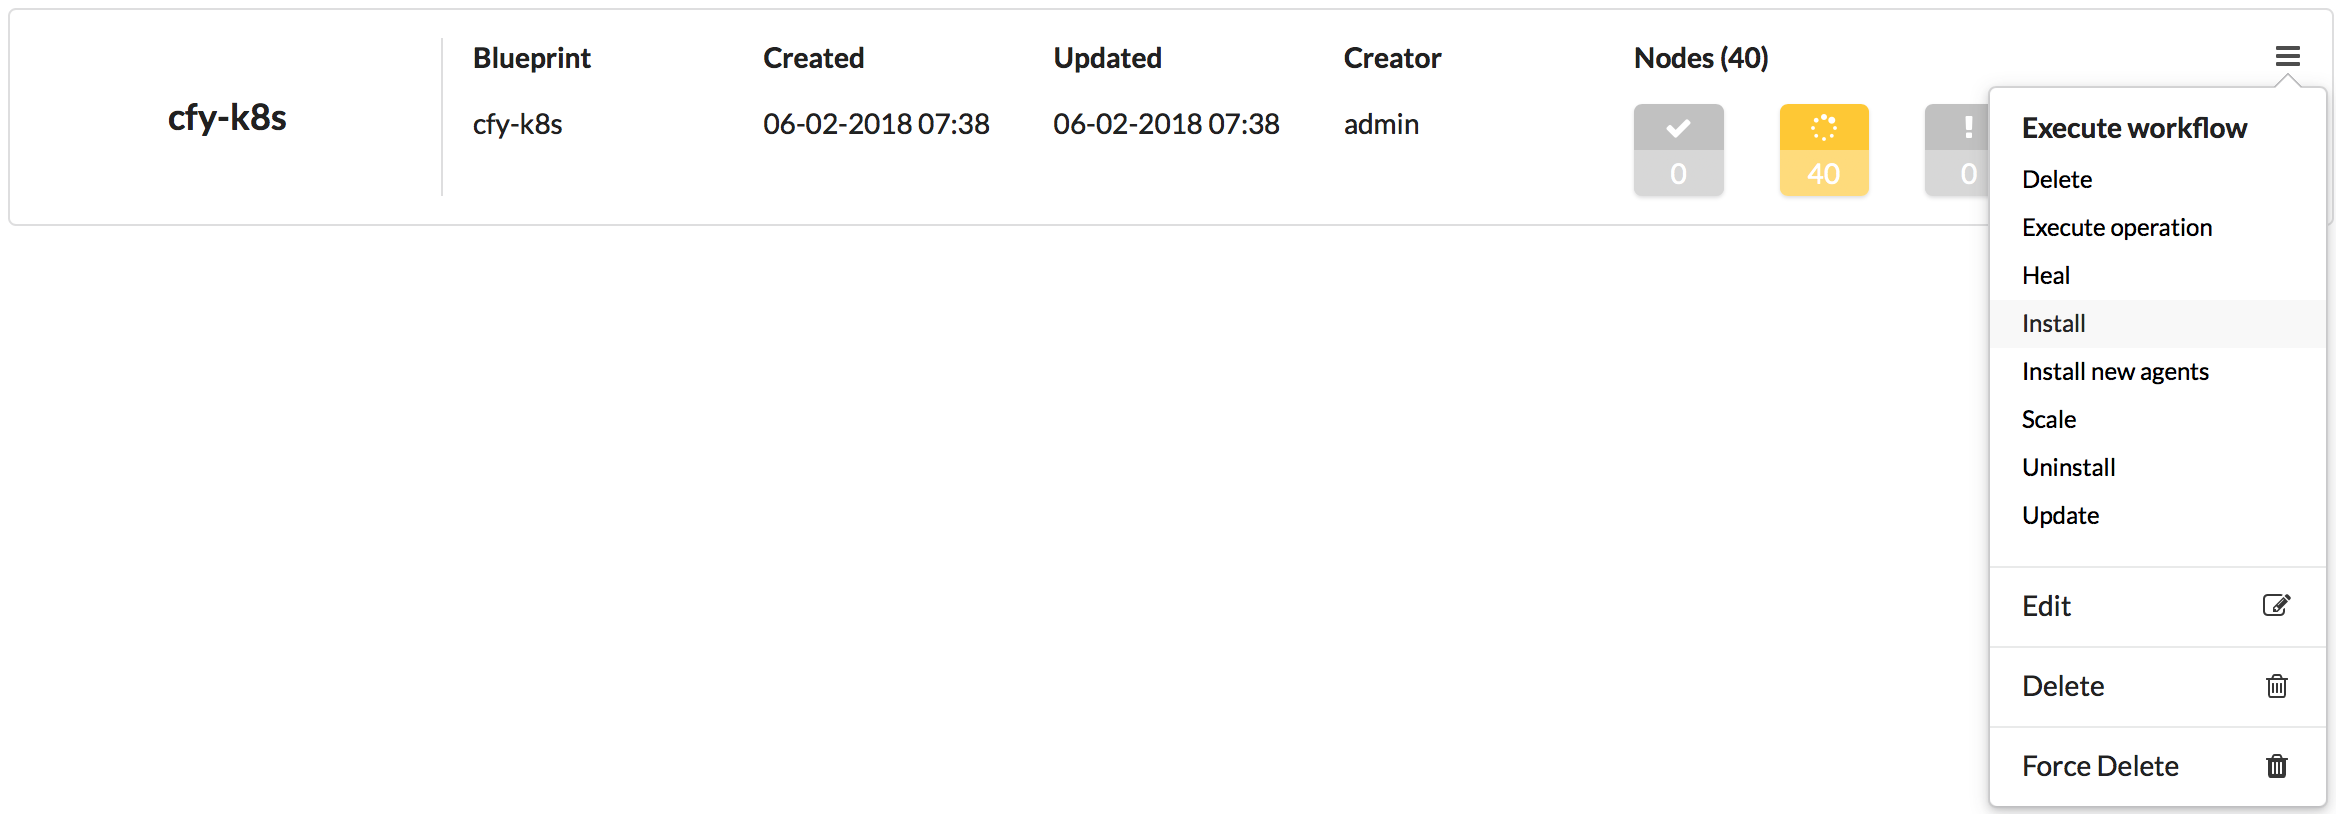 cfy-k8s
Blueprint
cfy-k8s
Created
06-02-2018 07:38
Updated
06-02-2018 07:38
Creator
admin
Nodes (40)
0
40
0
Execute workflow
Delete
Execute operation
Heal
Install
Install new agents
Scale
Uninstall
Update
Edit
Delete
Force Delete